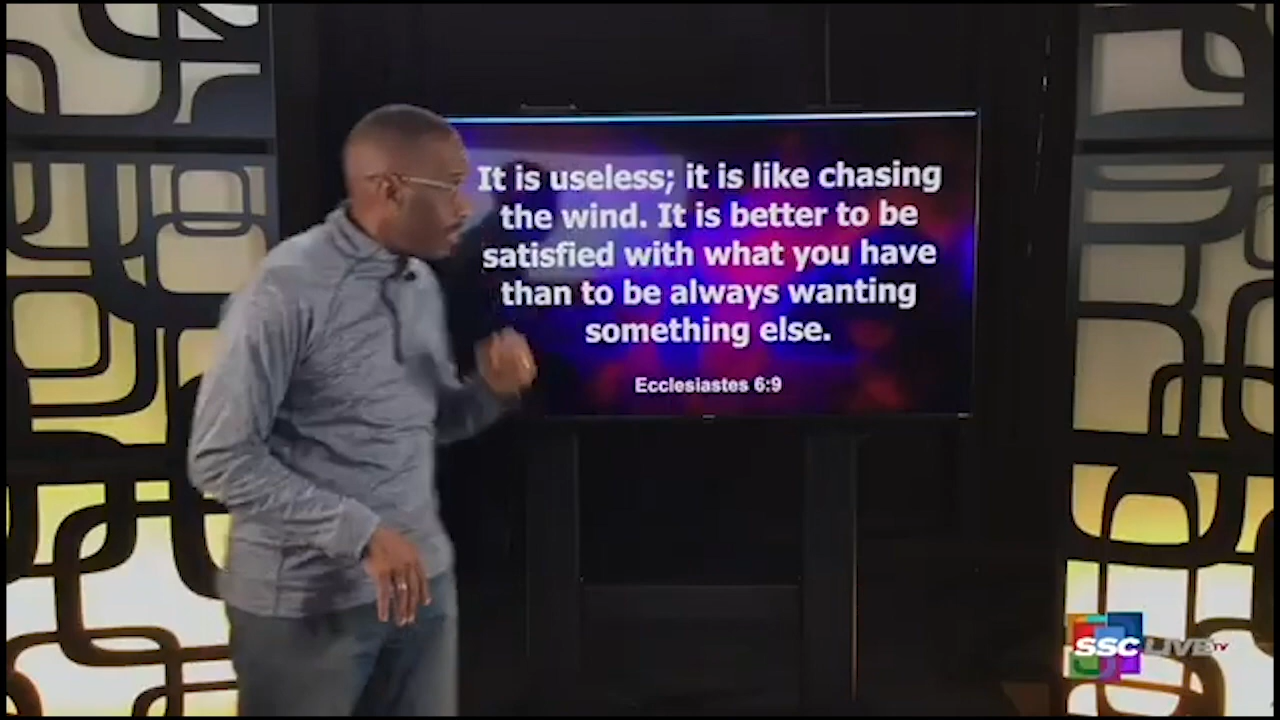 It is useless; it is like chasing
the wind. It is better to be
satisfied with what you have
than to be always wanting
something else.
Ecclesiastes 6:9
SSC LIVE TV